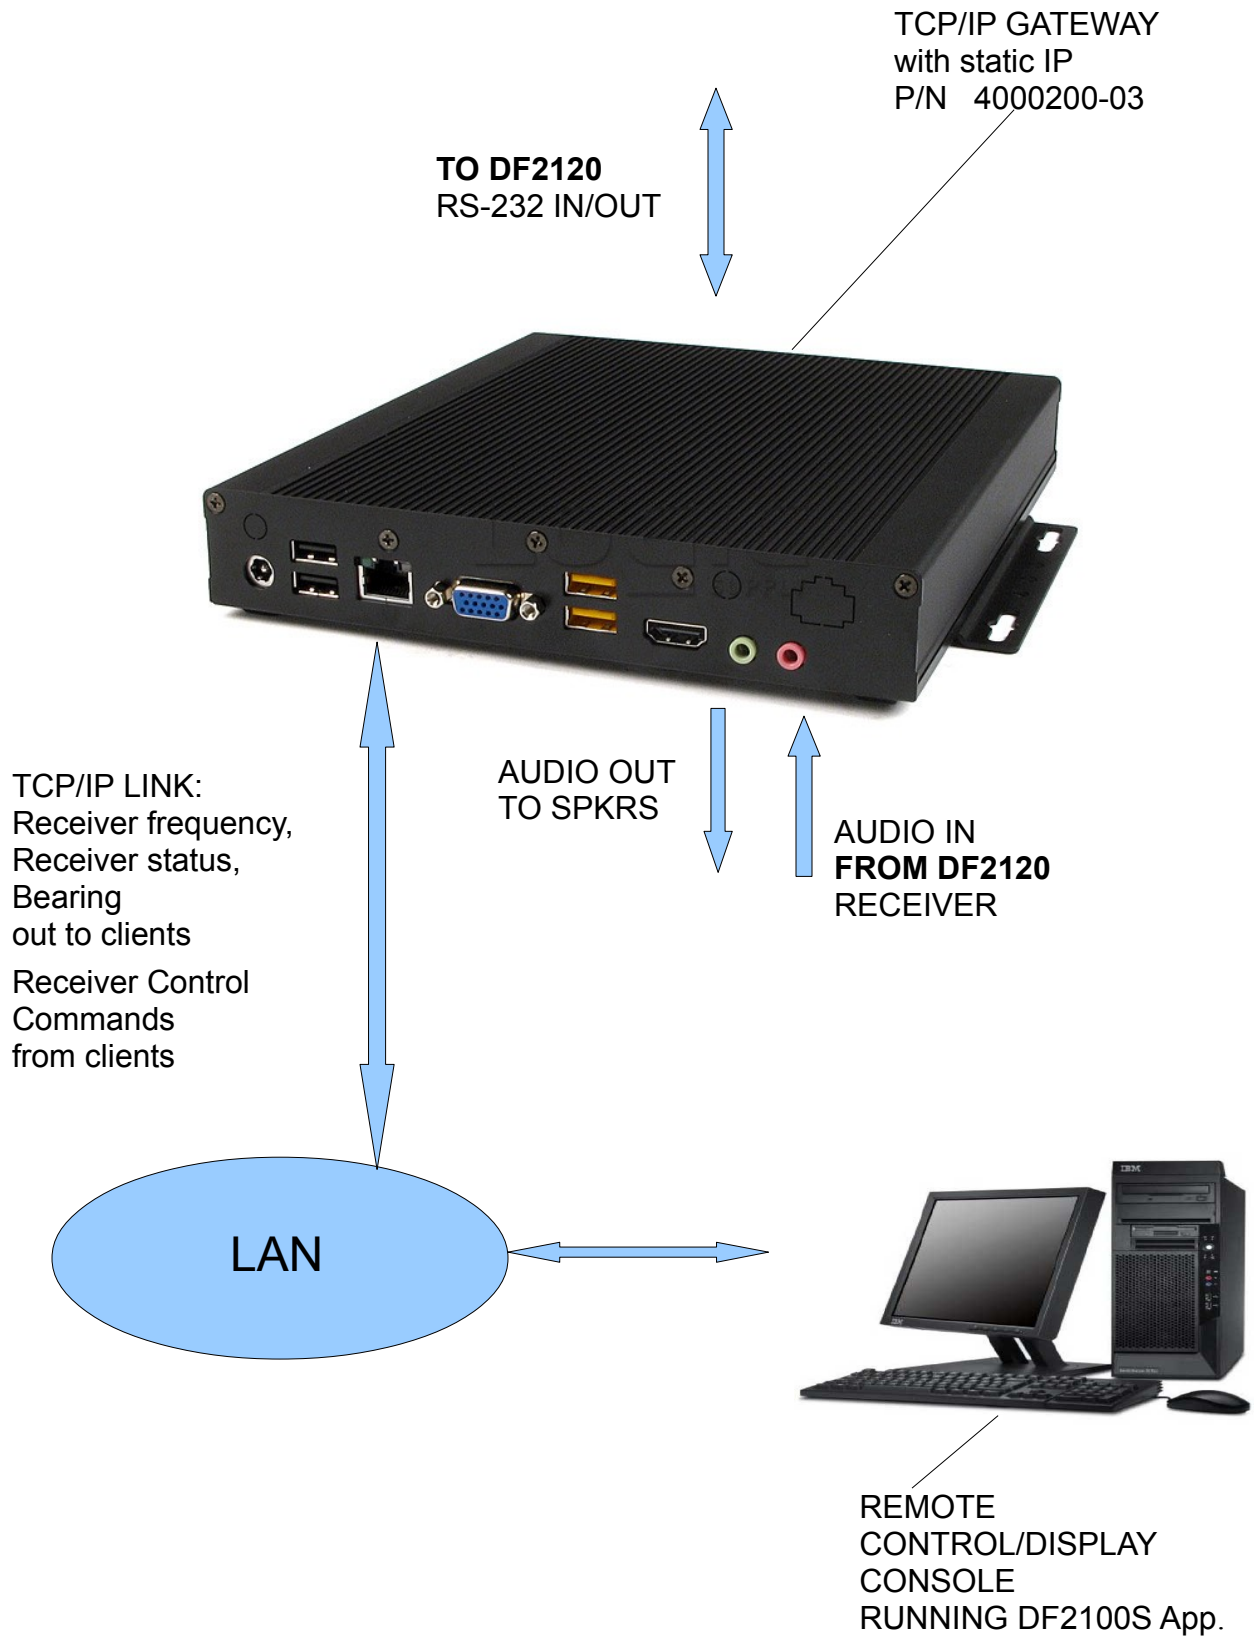 TCP/IP GATEWAY
with static IP
P/N 4000200-03
TO DF2120
RS-232 IN/OUT
AUDIO OUT
TO SPKRS
AUDIO IN
FROM DF2120
RECEIVER
TCP/IP LINK:
Receiver frequency,
Receiver status,
Bearing
out to clients
Receiver Control
Commands
from clients
LAN
IBM
IBM
REMOTE
CONTROL/DISPLAY
CONSOLE
RUNNING DF2100S App.